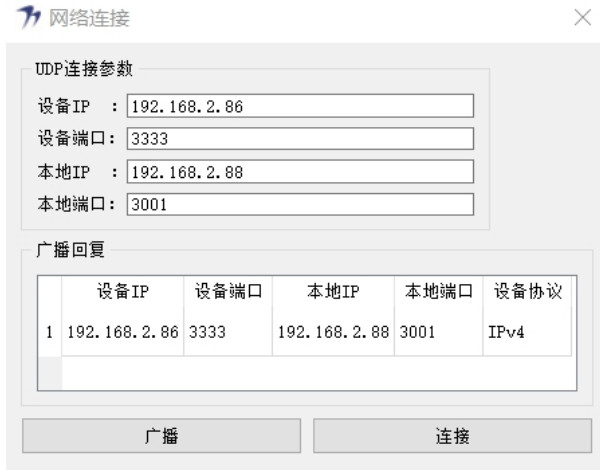 网络连接
UDP连接参数
设备IP ：192.168.2.86
设备端口：3333
本地IP ：192.168.2.88
本地端口：3001
广播回复
设备IP 设备端口 本地IP 本地端口 设备协议
1 192.168.2.86 3333 192.168.2.88 3001 IPv4
广播 连接